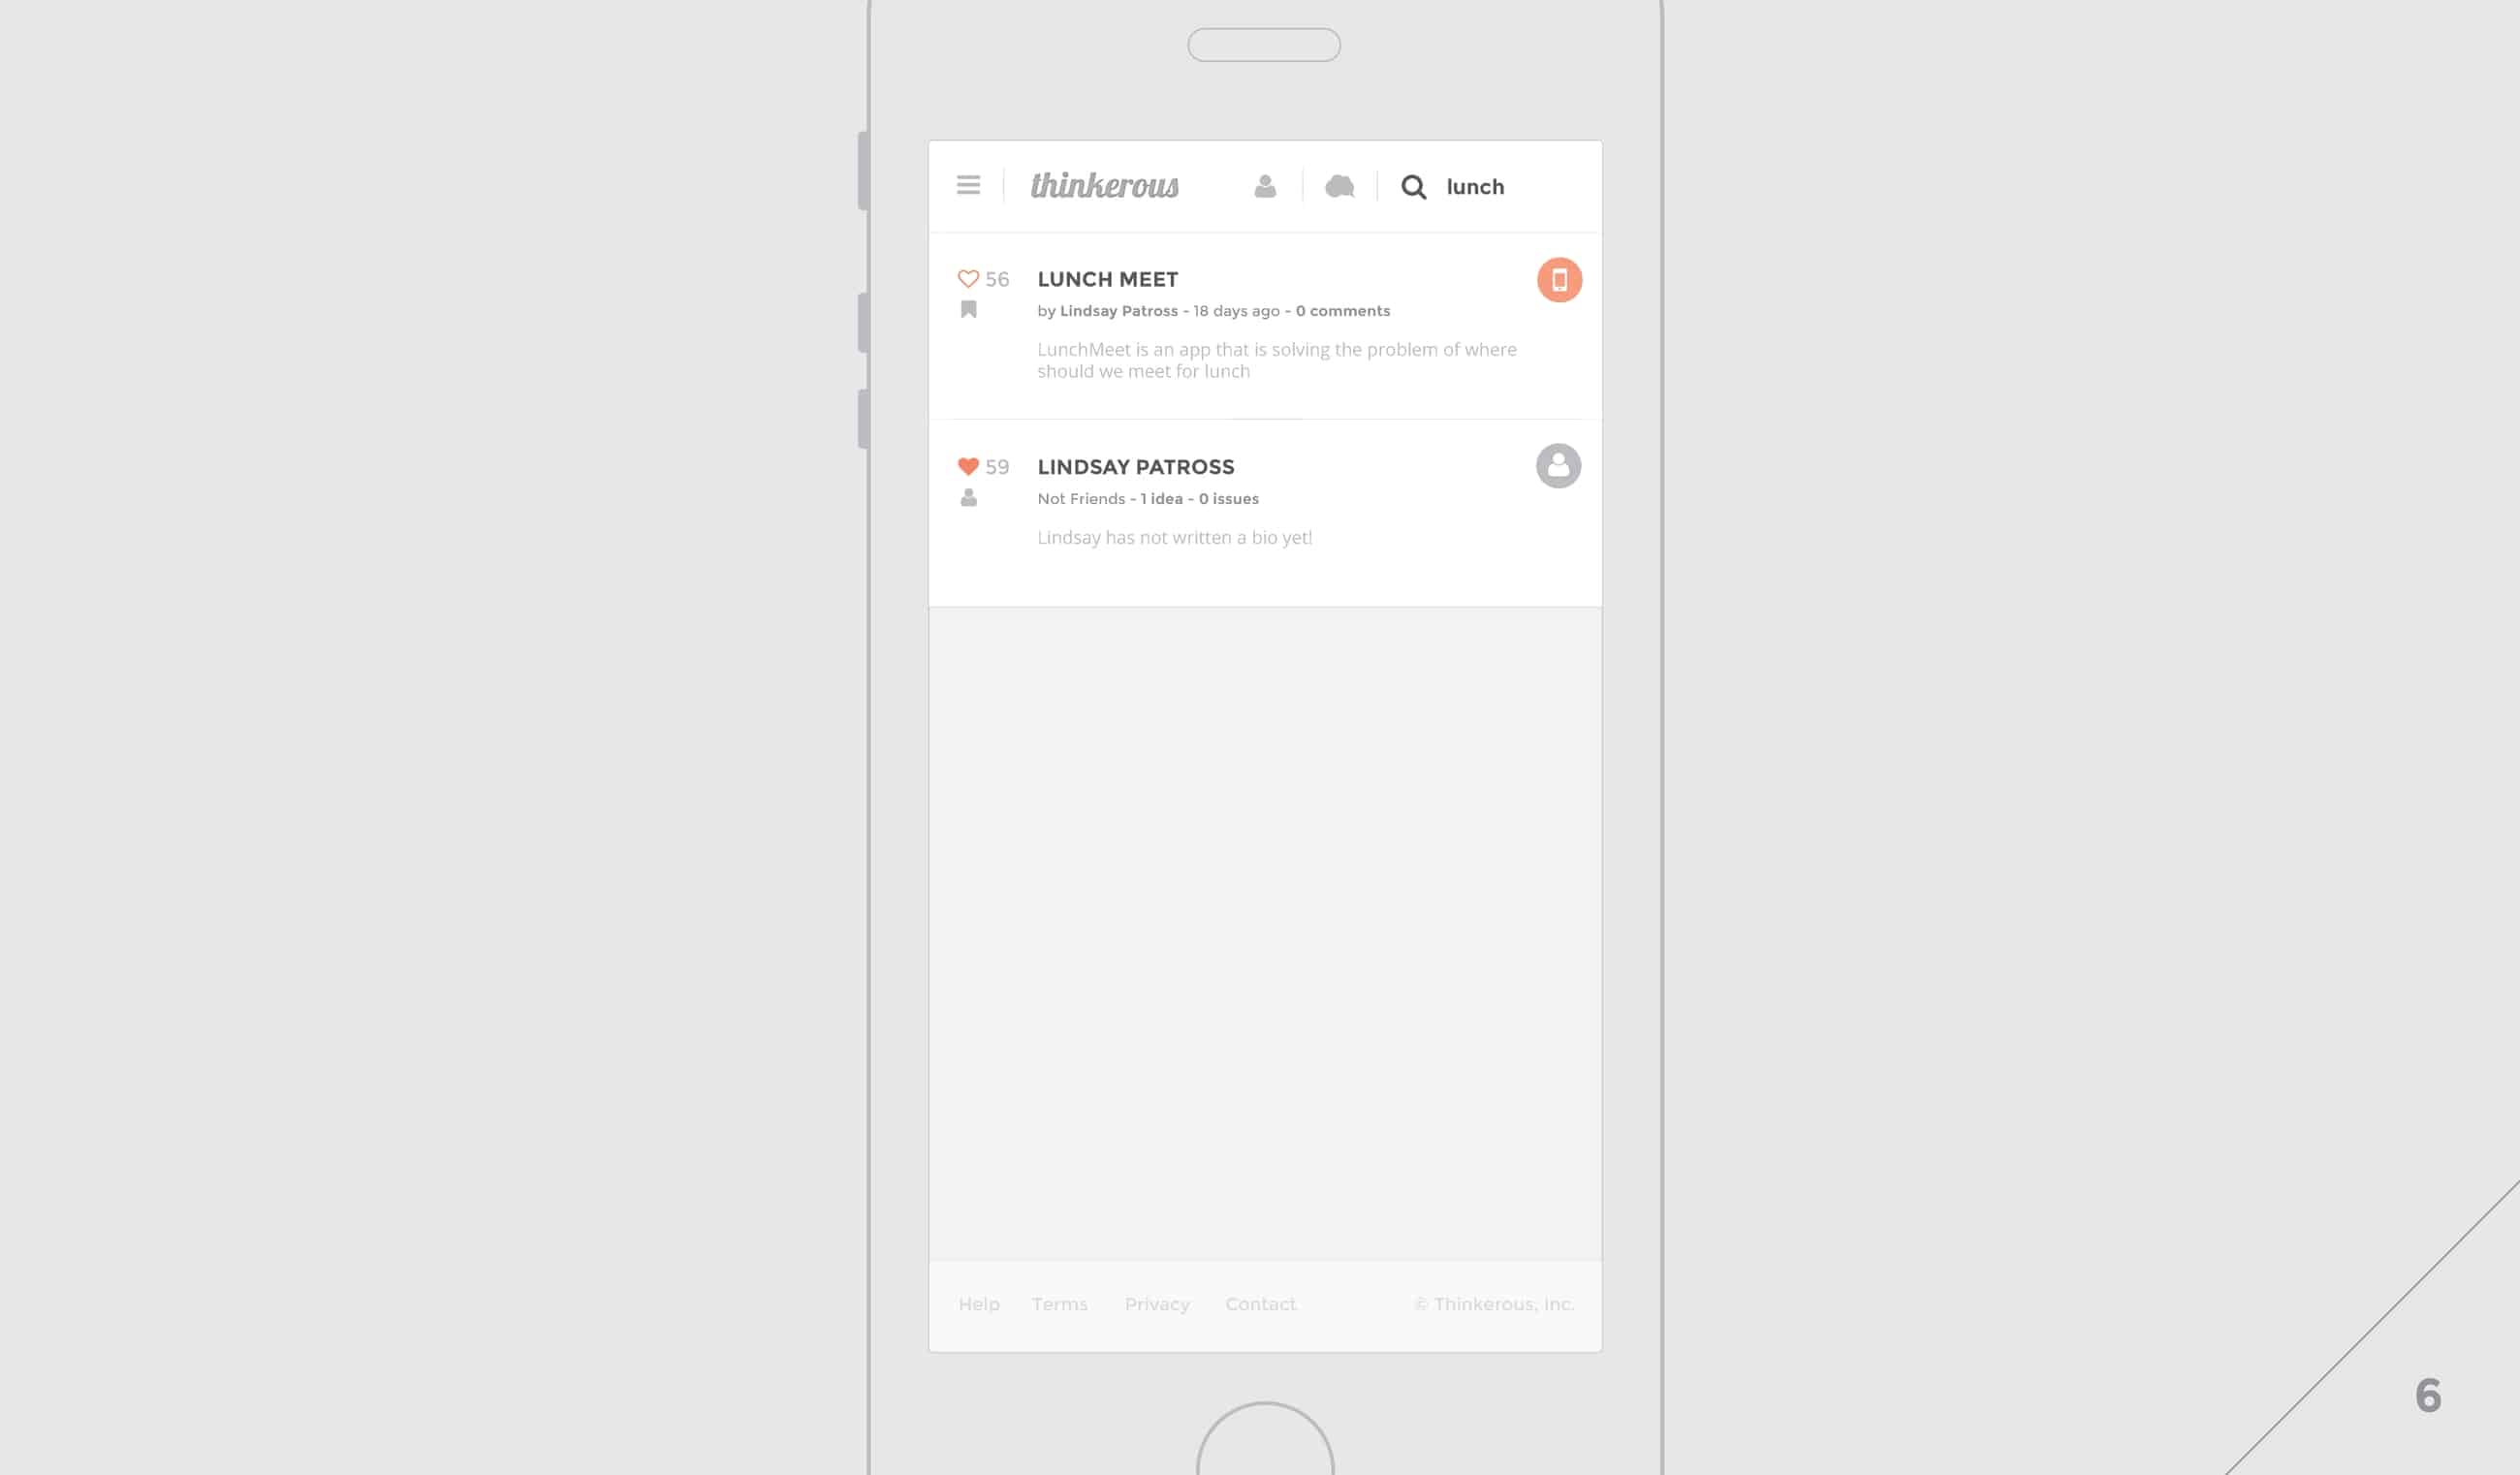 thinkerous lunch
56 LUNCH MEET
by Lindsay Patross - 18 days ago - 0 comments
LunchMeet is an app that is solving the problem of where
should we meet for lunch
59 LINDSAY PATROSS
Not Friends - 1 idea - 0 issues
Lindsay has not written a bio yet!
Help Terms Privacy Contact © Thinkerous, Inc.
6